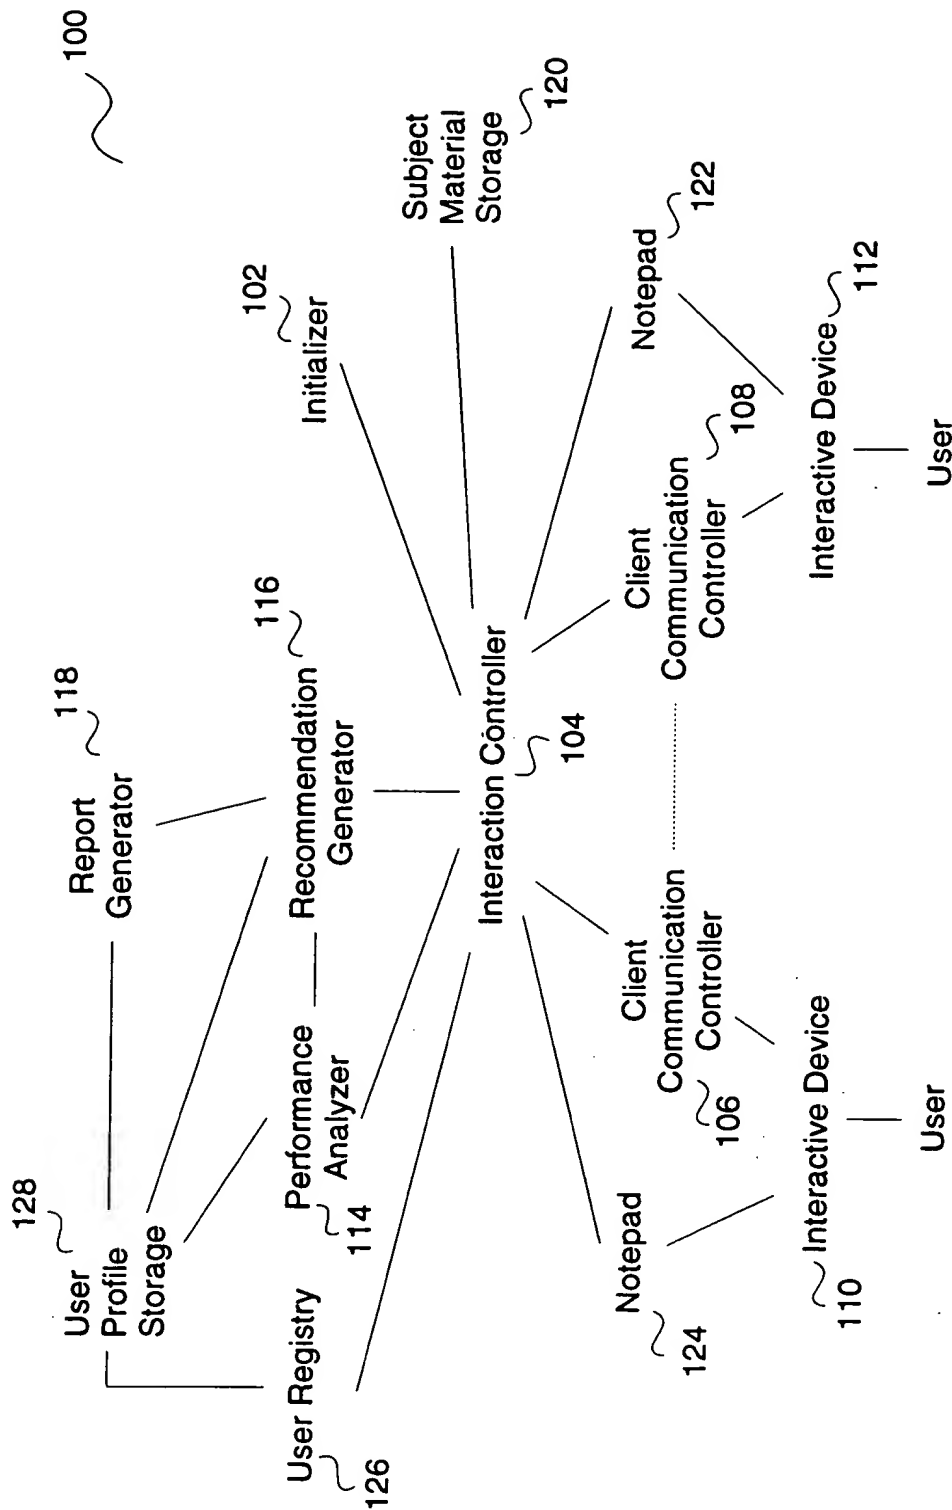 100
118
Report
Generator
128
User
Profile
Storage
116
Recommendation
Generator
102
Initializer
Performance
Analyzer
114
User Registry
126
Subject
Material
Storage
120
Interaction Controller
104
Notepad
122
Notepad
124
Client
Communication
Controller
106
Client
Communication
Controller
108
Interactive Device
110
Interactive Device
112
User
User